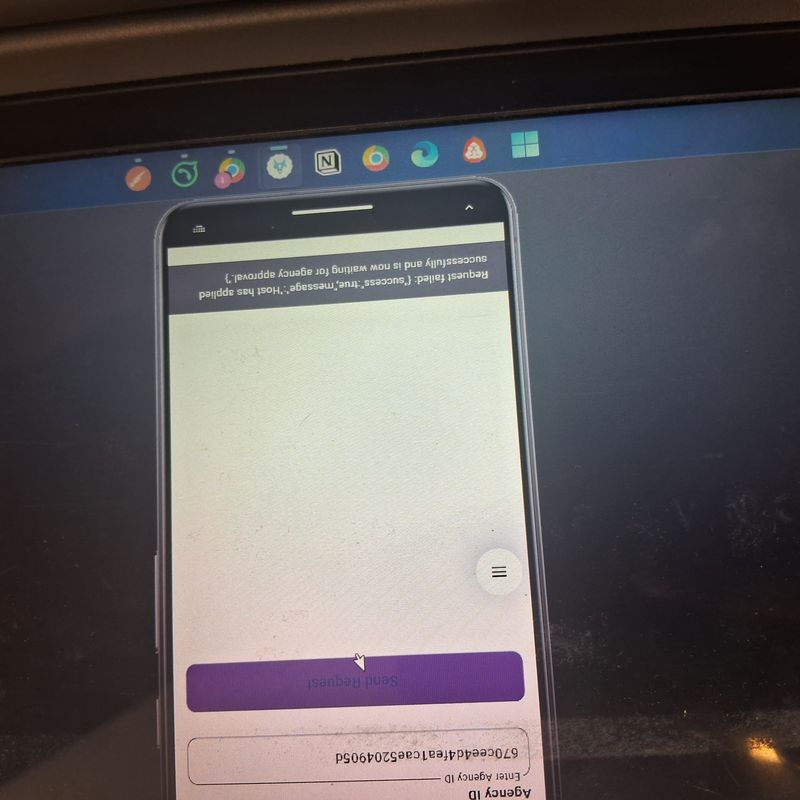 Agency ID
Enter Agency ID
670cee4d4fea1cae5204905d
Send Request
Request failed: {"success":true,"message":"Host has applied
successfully and is now waiting for agency approval."}
N